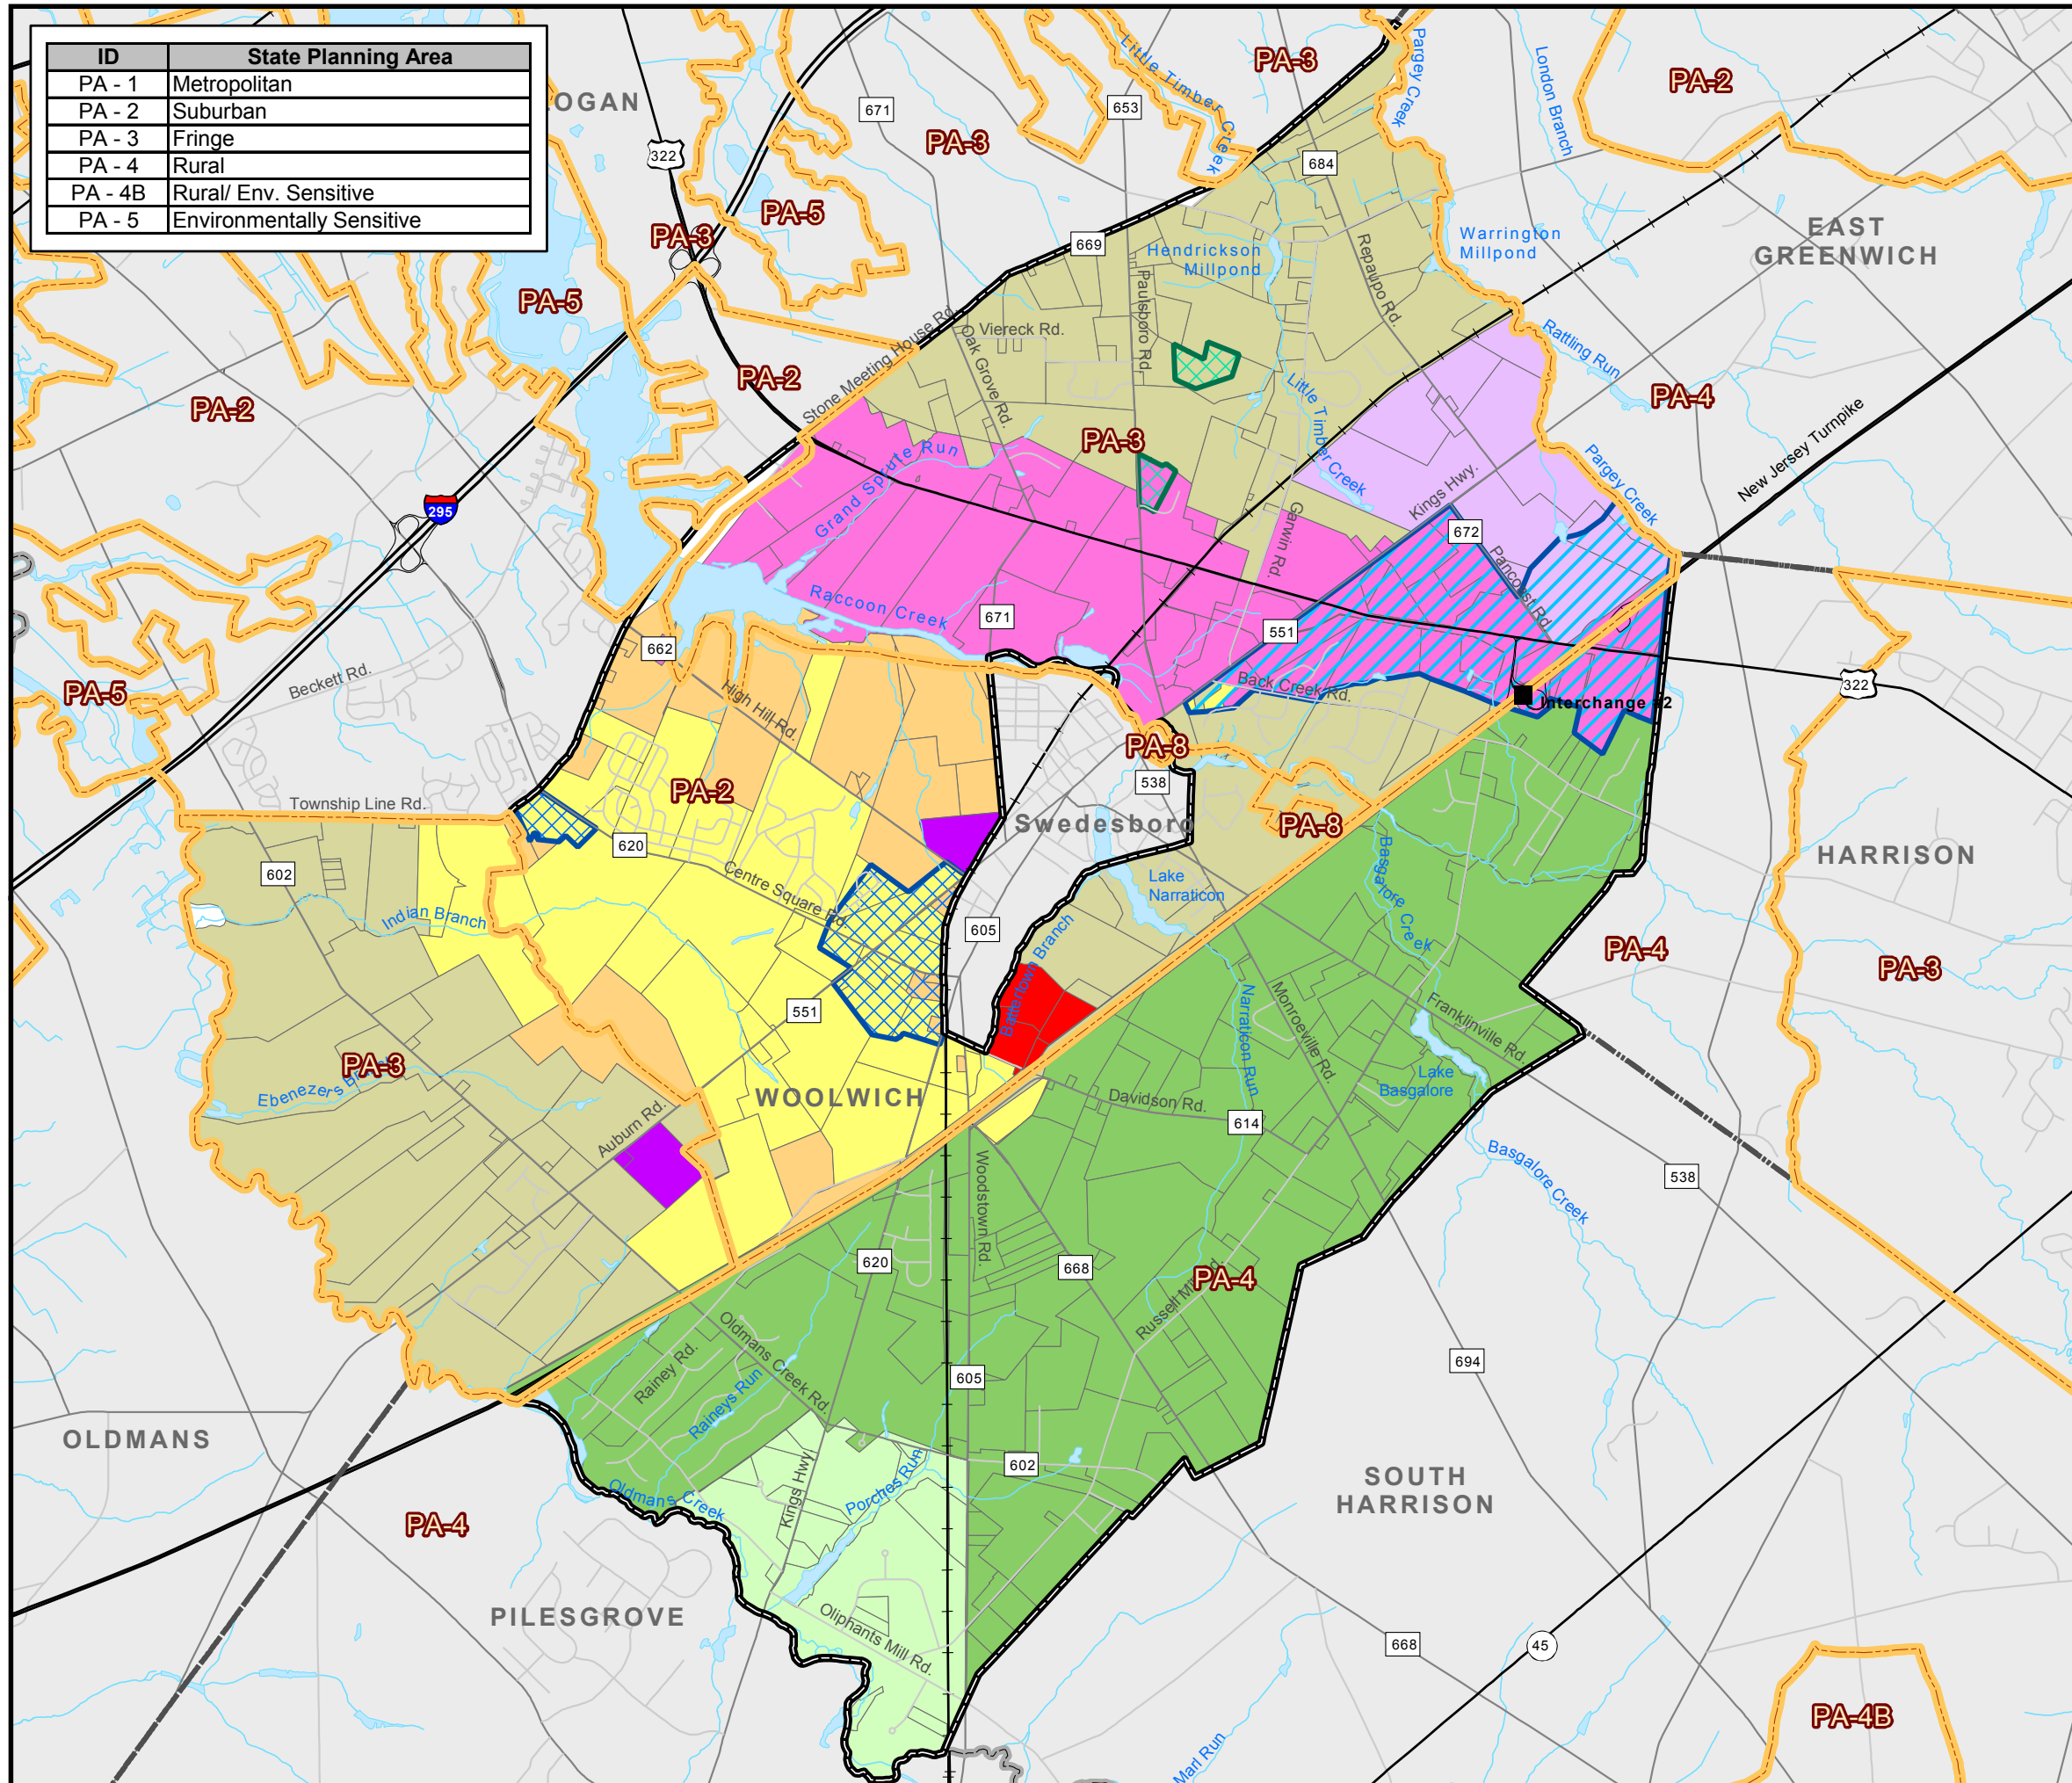 ID State Planning Area
PA - 1 Metropolitan
PA - 2 Suburban
PA - 3 Fringe
PA - 4 Rural
PA - 4B Rural/ Env. Sensitive
PA - 5 Environmentally Sensitive
OGAN
322
671
653
Little Timber Creek
PA-3
Pargey Creek
London Branch
PA-2
PA-3
684
PA-5
PA-3
669
Hendrickson
Millpond
Warrington
Millpond
EAST
GREENWICH
PA-5
Paulsboro Rd.
Repaupo Rd.
Viereck Rd.
Oak Grove Rd.
Stone Meeting House Rd.
Rattling Run
PA-2
PA-2
Little Timber Creek
PA-4
New Jersey Turnpike
PA-3
Grand Sprute Run
Kings Hwy.
Pargey Creek
295
Garwin Rd.
672
Pancoast Rd.
Raccoon Creek
671
551
662
Beckett Rd.
PA-5
High Hill Rd.
Back Creek Rd.
Interchange #2
322
PA-8
538
PA-2
Township Line Rd.
Swedesboro
PA-8
620
602
Basgalore Creek
HARRISON
Centre Square Rd.
Lake
Narraticon
Indian Branch
605
PA-4
PA-3
Battertown Branch
551
Narraticon Run
Monroeville Rd.
Franklinville Rd.
PA-3
Ebenezers Branch
WOOLWICH
Lake
Basgalore
Davidson Rd.
614
Auburn Rd.
Basgalore Creek
538
Woodstown Rd.
620
668
PA-4
Russell Mill Rd.
Oldmans Creek Rd.
Rainey Rd.
Raineys Run
605
694
OLDMANS
602
SOUTH
HARRISON
Kings Hwy
Porches Run
Oldmans Creek
PA-4
PILESGROVE
Oliphants Mill Rd.
668
45
PA-4B
Marl Run